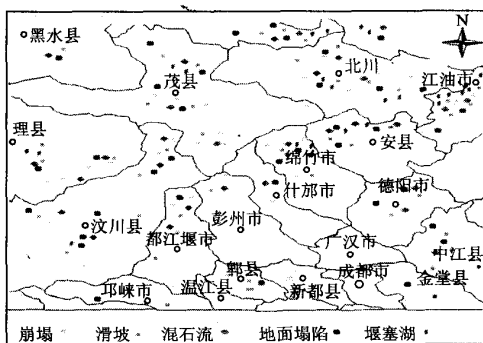 N
黑水县
北川
江油市
茂县
理县
安县
绵竹市
什邡市
德阳市
彭州市
汶川县
都江堰市
广汉市
中江县
郫县
成都市
金堂县
温江县
新都县
邛崃市
崩塌 滑坡 混石流 地面塌陷 堰塞湖